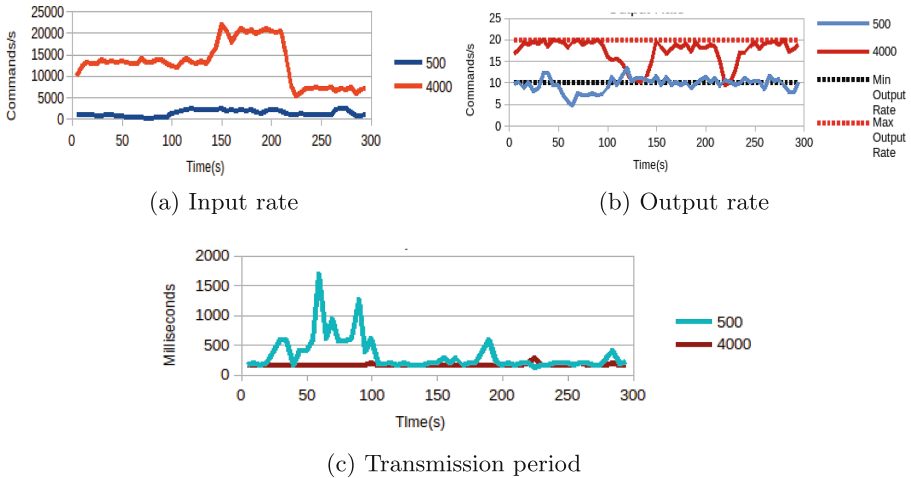 25000
20000
15000
10000
5000
0
Commands/s
0 50 100 150 200 250 300
Time(s)
500
4000
(a) Input rate
25
20
15
10
5
0
Commands/s
0 50 100 150 200 250 300
Time(s)
500
4000
Min
Output
Rate
Max
Output
Rate
(b) Output rate
2000
1500
1000
500
0
Milliseconds
0 50 100 150 200 250 300
TIme(s)
500
4000
(c) Transmission period